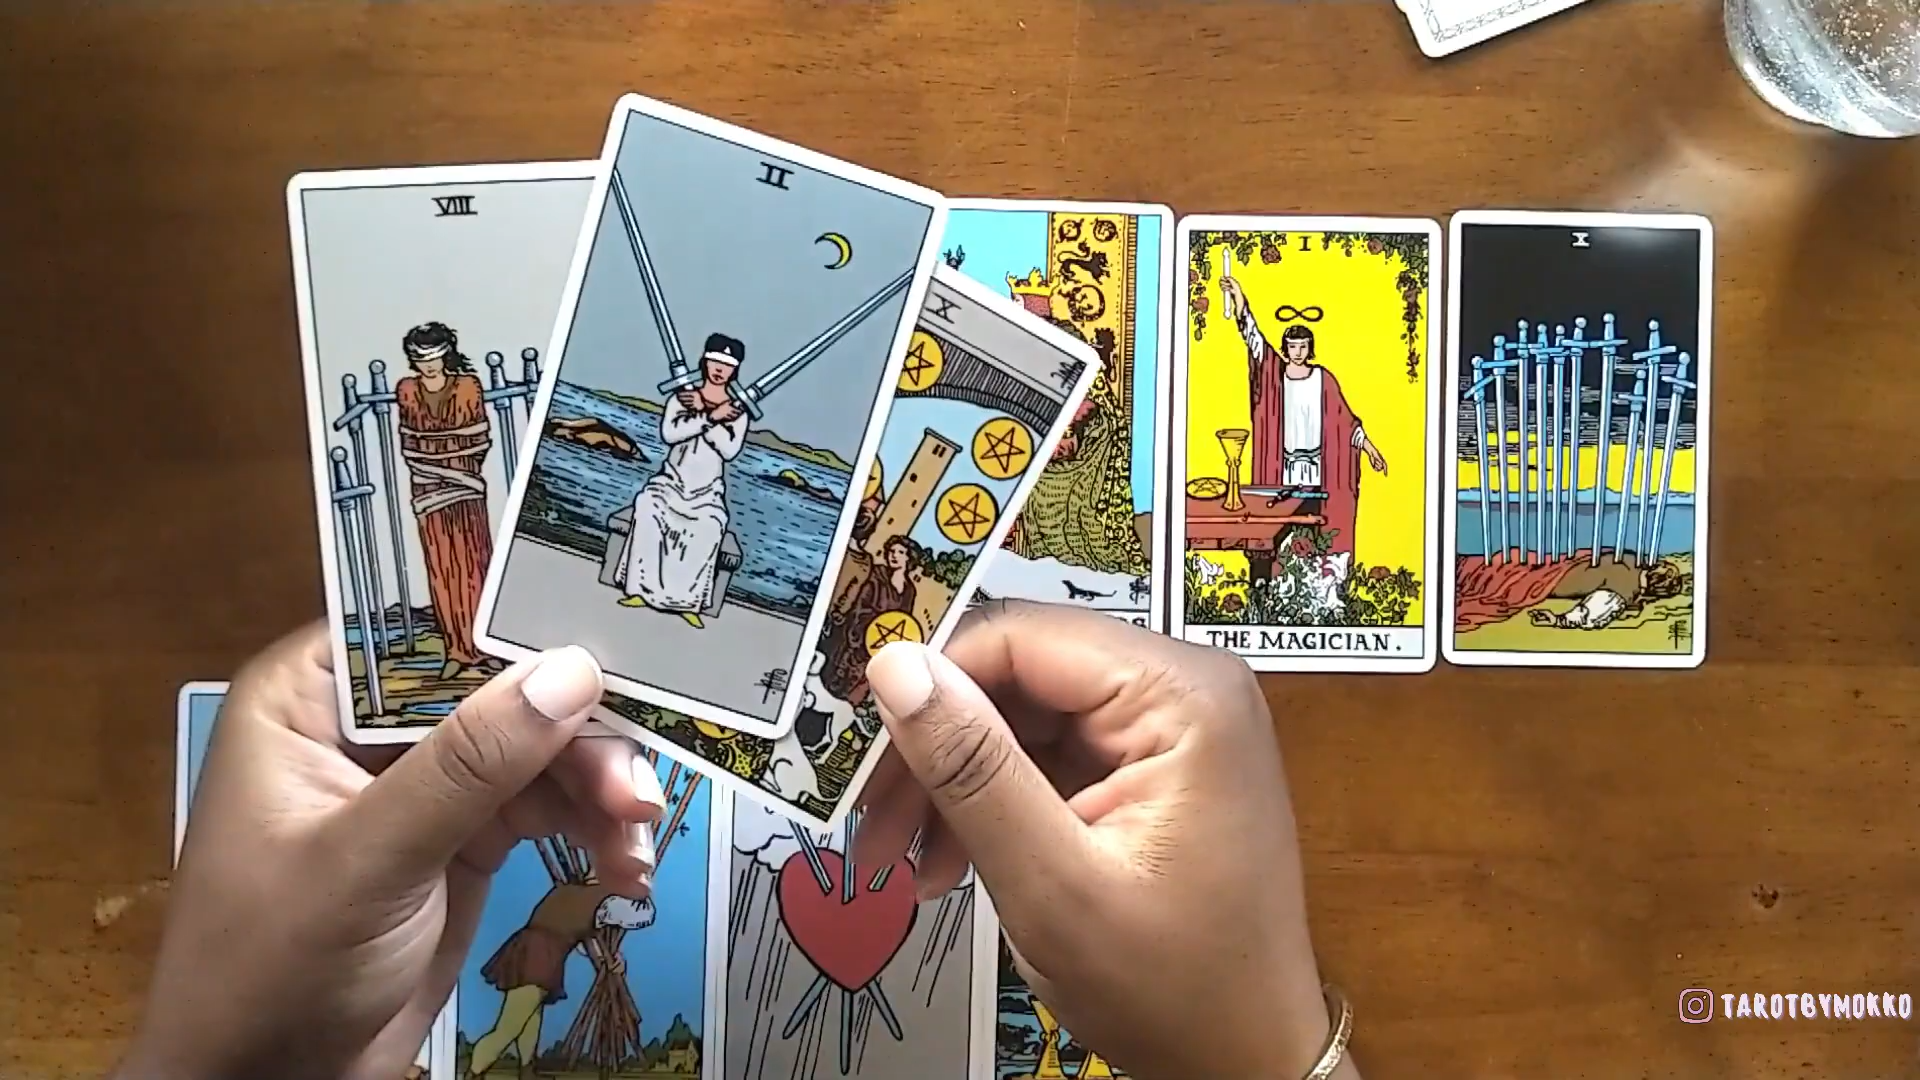 VIII
II
X
I
THE MAGICIAN.
X
TAROTBYMOKKO